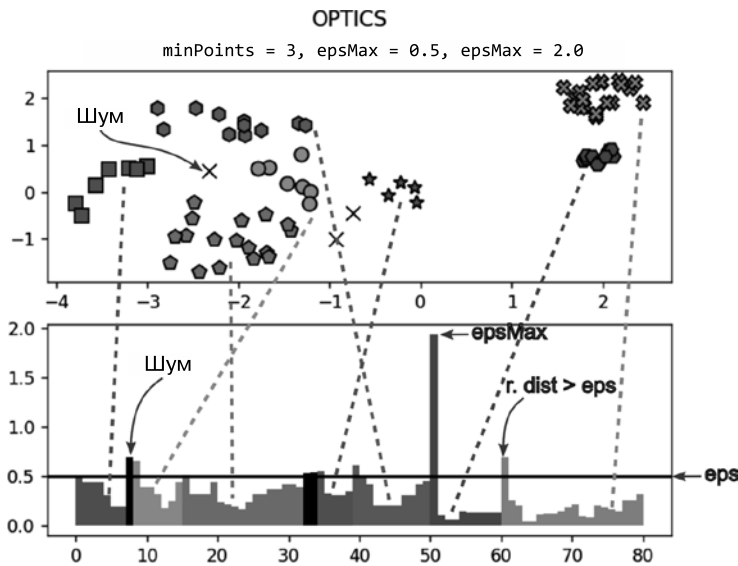 OPTICS
minPoints = 3, epsMax = 0.5, epsMax = 2.0
2
Шум
1
0
−1
−4 −3 −2 −1 0 1 2
2.0
epsMax
Шум
1.5
r. dist > eps
1.0
0.5
eps
0.0
0 10 20 30 40 50 60 70 80